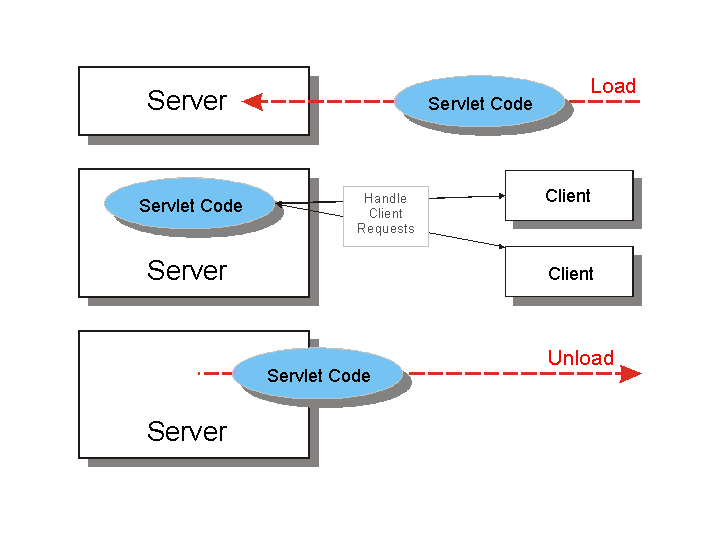 Load
Server
Servlet Code
Servlet Code
Handle
Client
Requests
Client
Server
Client
Unload
Servlet Code
Server